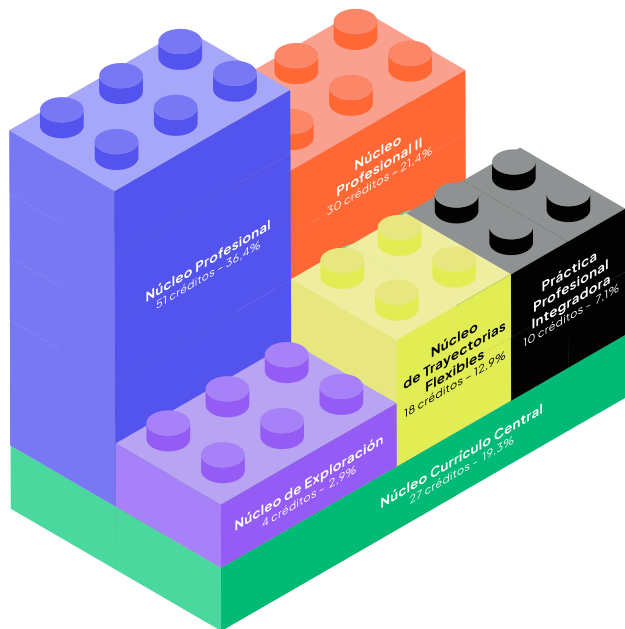 Núcleo
Profesional II
30 créditos – 21,4%
Núcleo Profesional
51 créditos – 36,4%
Práctica
Profesional
Integradora
10 créditos – 7,1%
Núcleo
de Trayectorias
Flexibles
18 créditos – 12,9%
Núcleo de Exploración
4 créditos – 2,9%
Núcleo Currículo Central
27 créditos – 19,3%